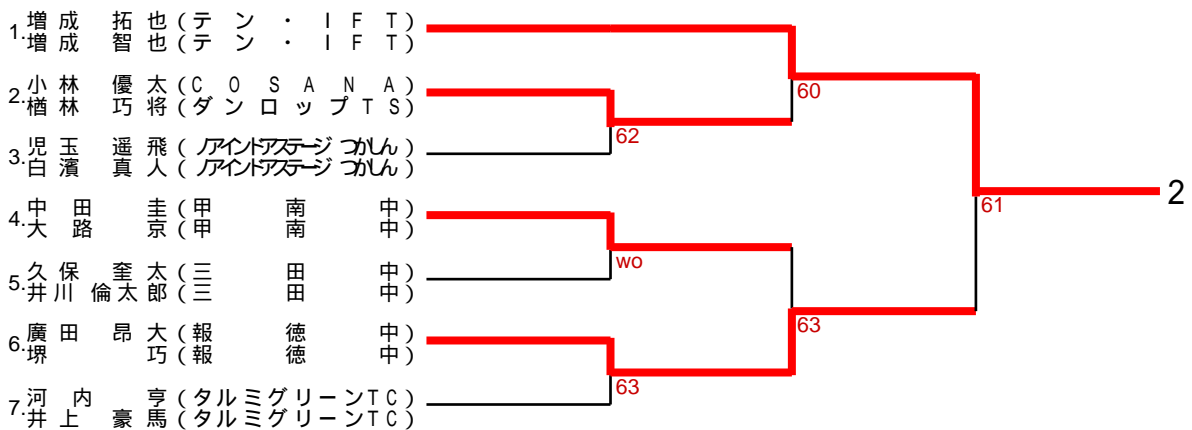 1.増成 拓也(テン・IFT)
増成 智也(テン・IFT)
2.小林 優太(COSANA)
楢林 巧将(ダンロップTS)
3.児玉 遥飛(ノアインドアステージ つかしん)
白濱 真人(ノアインドアステージ つかしん)
4.中田 圭(甲南中)
大路 京(甲南中)
5.久保 奎太(三田中)
井川 倫太郎(三田中)
6.廣田 昂大(報徳中)
堺 巧(報徳中)
7.河内 亨(タルミグリーンTC)
井上 豪馬(タルミグリーンTC)
62
wo
63
60
63
61
2